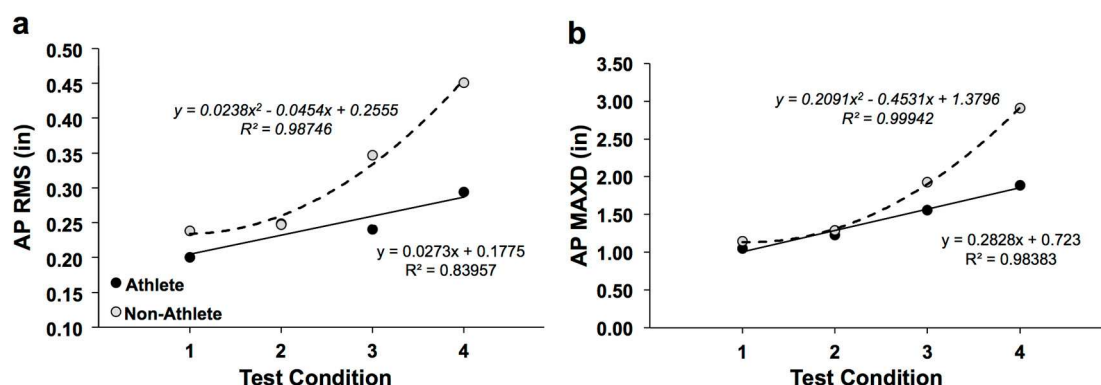 a
AP RMS (in)
0.50
0.45
0.40
0.35
0.30
0.25
0.20
0.15
0.10
y = 0.0238x² - 0.0454x + 0.2555
R² = 0.98746
y = 0.0273x + 0.1775
R² = 0.83957
Athlete
Non-Athlete
1 2 3 4
Test Condition
b
AP MAXD (in)
3.50
3.00
2.50
2.00
1.50
1.00
0.50
0.00
y = 0.2091x² - 0.4531x + 1.3796
R² = 0.99942
y = 0.2828x + 0.723
R² = 0.98383
1 2 3 4
Test Condition